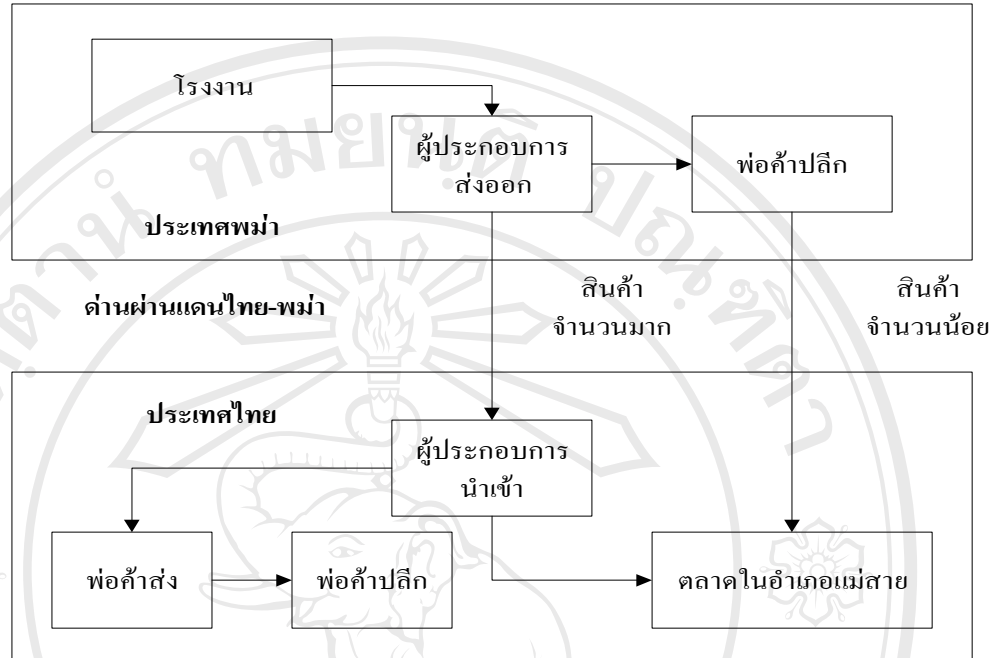 โรงงาน
ผู้ประกอบการ
ส่งออก
พ่อค้าปลีก
ประเทศพม่า
ด่านผ่านแดนไทย-พม่า
สินค้า
จำนวนมาก
สินค้า
จำนวนน้อย
ประเทศไทย
ผู้ประกอบการ
นำเข้า
พ่อค้าส่ง
พ่อค้าปลีก
ตลาดในอำเภอแม่สาย